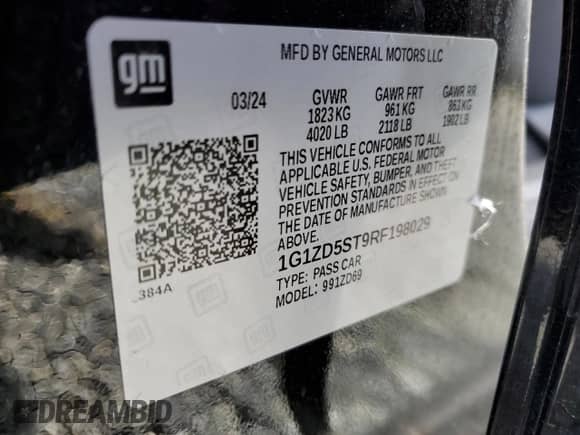 gm
MFD BY GENERAL MOTORS LLC
03/24 GVWR GAWR FRT GAWR RR
1823 KG 961 KG 863 KG
4020 LB 2118 LB 1902 LB
THIS VEHICLE CONFORMS TO ALL
APPLICABLE U.S. FEDERAL MOTOR
VEHICLE SAFETY, BUMPER, AND THEFT
PREVENTION STANDARDS IN EFFECT ON
THE DATE OF MANUFACTURE SHOWN
ABOVE.
1G1ZD5ST9RF198029
TYPE: PASS CAR
MODEL: 991ZD69
384A
DREAMBID